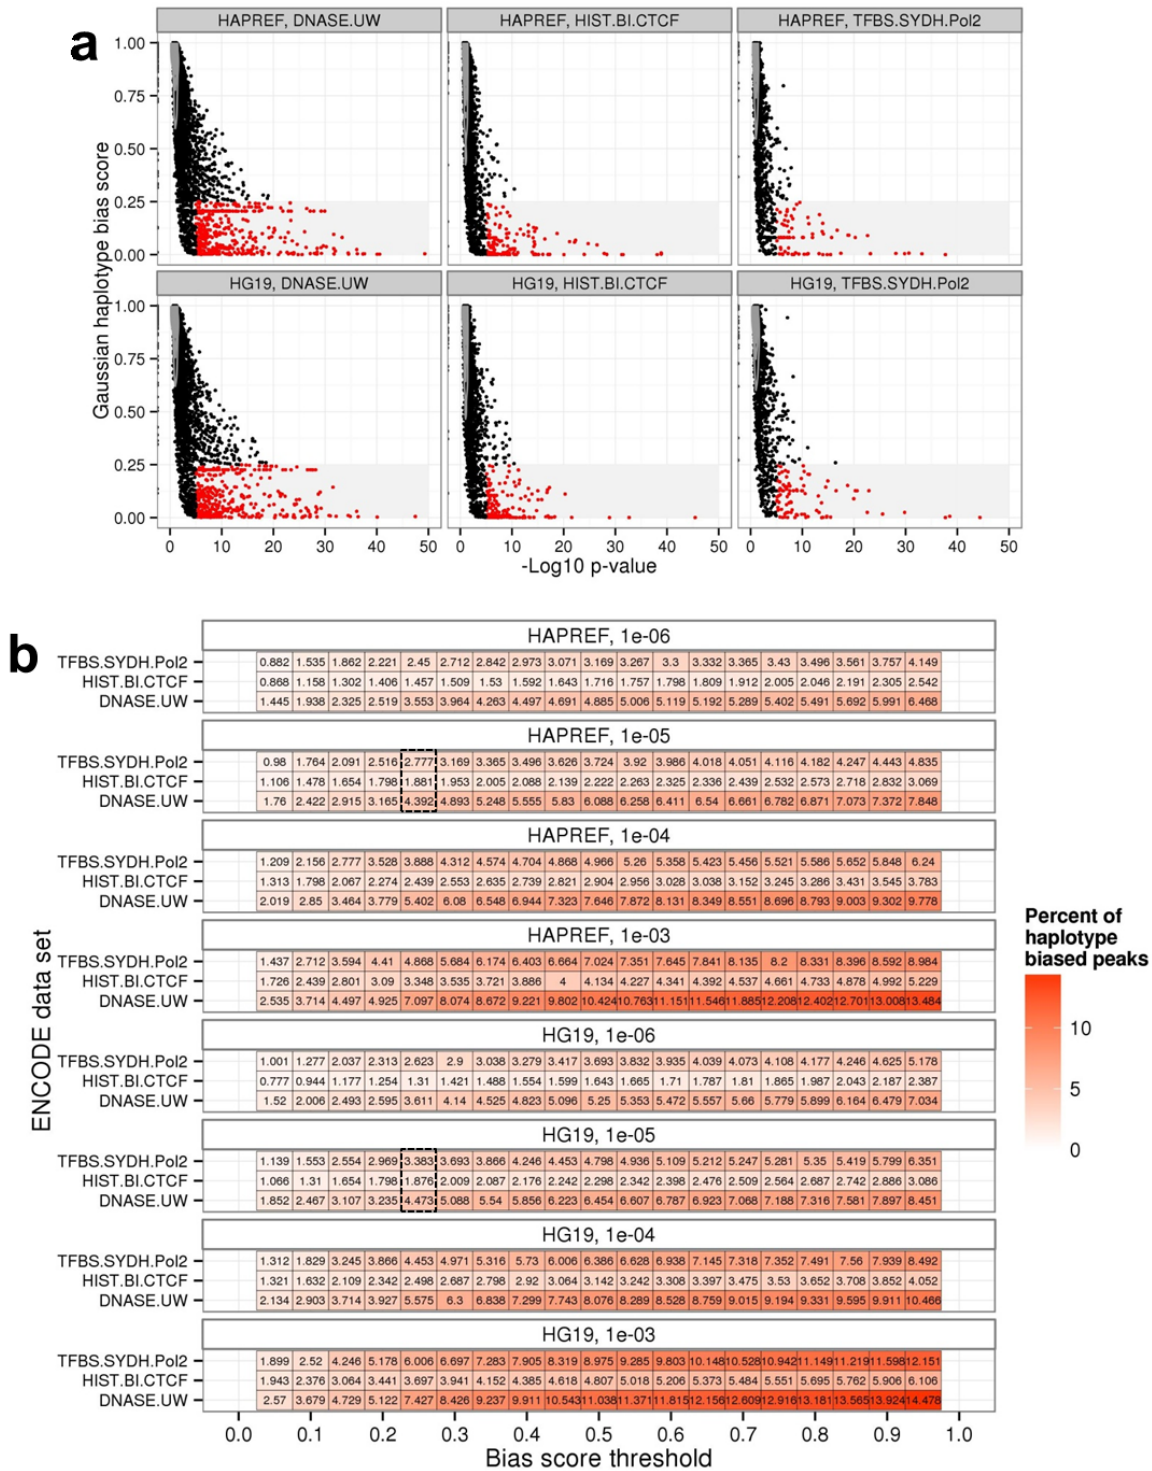 a
HAPREF, DNASE.UW HAPREF, HIST.BI.CTCF HAPREF, TFBS.SYDH.Pol2
1.00
0.75
0.50
0.25
0.00
HG19, DNASE.UW HG19, HIST.BI.CTCF HG19, TFBS.SYDH.Pol2
1.00
0.75
0.50
0.25
0.00
Gaussian haplotype bias score
0 10 20 30 40 50 0 10 20 30 40 50 0 10 20 30 40 50
-Log10 p-value
b
HAPREF, 1e-06
TFBS.SYDH.Pol2 0.882 1.535 1.862 2.221 2.45 2.712 2.842 2.973 3.071 3.169 3.267 3.3 3.332 3.365 3.43 3.496 3.561 3.757 4.149
HIST.BI.CTCF 0.868 1.158 1.302 1.406 1.457 1.509 1.53 1.592 1.643 1.716 1.757 1.798 1.809 1.912 2.005 2.046 2.191 2.305 2.542
DNASE.UW 1.445 1.938 2.325 2.519 3.553 3.964 4.263 4.497 4.691 4.885 5.006 5.119 5.192 5.289 5.402 5.491 5.692 5.991 6.468
HAPREF, 1e-05
TFBS.SYDH.Pol2 0.98 1.764 2.091 2.516 2.777 3.169 3.365 3.496 3.626 3.724 3.92 3.986 4.018 4.051 4.116 4.182 4.247 4.443 4.835
HIST.BI.CTCF 1.106 1.478 1.654 1.798 1.881 1.953 2.005 2.088 2.139 2.222 2.263 2.325 2.336 2.439 2.532 2.573 2.718 2.832 3.069
DNASE.UW 1.76 2.422 2.915 3.165 4.392 4.893 5.248 5.555 5.83 6.088 6.258 6.411 6.54 6.661 6.782 6.871 7.073 7.372 7.848
HAPREF, 1e-04
TFBS.SYDH.Pol2 1.209 2.156 2.777 3.528 3.888 4.312 4.574 4.704 4.868 4.966 5.26 5.358 5.423 5.456 5.521 5.586 5.652 5.848 6.24
HIST.BI.CTCF 1.313 1.798 2.067 2.274 2.439 2.553 2.635 2.739 2.821 2.904 2.956 3.028 3.038 3.152 3.245 3.286 3.431 3.545 3.783
DNASE.UW 2.019 2.85 3.464 3.779 5.402 6.08 6.548 6.944 7.323 7.646 7.872 8.131 8.349 8.551 8.696 8.793 9.003 9.302 9.778
HAPREF, 1e-03
TFBS.SYDH.Pol2 1.437 2.712 3.594 4.41 4.868 5.684 6.174 6.403 6.664 7.024 7.351 7.645 7.841 8.135 8.2 8.331 8.396 8.592 8.984
HIST.BI.CTCF 1.726 2.439 2.801 3.09 3.348 3.535 3.721 3.886 4 4.134 4.227 4.341 4.392 4.537 4.661 4.733 4.878 4.992 5.229
DNASE.UW 2.535 3.714 4.497 4.925 7.097 8.074 8.672 9.221 9.802 10.424 10.763 11.151 11.546 11.885 12.208 12.402 12.701 13.008 13.484
HG19, 1e-06
TFBS.SYDH.Pol2 1.001 1.277 2.037 2.313 2.623 2.9 3.038 3.279 3.417 3.693 3.832 3.935 4.039 4.073 4.108 4.177 4.246 4.625 5.178
HIST.BI.CTCF 0.777 0.944 1.177 1.254 1.31 1.421 1.488 1.554 1.599 1.643 1.665 1.71 1.787 1.81 1.865 1.987 2.043 2.187 2.387
DNASE.UW 1.52 2.006 2.493 2.595 3.611 4.14 4.525 4.823 5.096 5.25 5.353 5.472 5.557 5.66 5.779 5.899 6.164 6.479 7.034
HG19, 1e-05
TFBS.SYDH.Pol2 1.139 1.553 2.554 2.969 3.383 3.693 3.866 4.246 4.453 4.798 4.936 5.109 5.212 5.247 5.281 5.35 5.419 5.799 6.351
HIST.BI.CTCF 1.066 1.31 1.654 1.798 1.876 2.009 2.087 2.176 2.242 2.298 2.342 2.398 2.476 2.509 2.564 2.687 2.742 2.886 3.086
DNASE.UW 1.852 2.467 3.107 3.235 4.473 5.088 5.54 5.856 6.223 6.454 6.607 6.787 6.923 7.068 7.188 7.316 7.581 7.897 8.451
HG19, 1e-04
TFBS.SYDH.Pol2 1.312 1.829 3.245 3.866 4.453 4.971 5.316 5.73 6.006 6.386 6.628 6.938 7.145 7.318 7.352 7.491 7.56 7.939 8.492
HIST.BI.CTCF 1.321 1.632 2.109 2.342 2.498 2.687 2.798 2.92 3.064 3.142 3.242 3.308 3.397 3.475 3.53 3.652 3.708 3.852 4.052
DNASE.UW 2.134 2.903 3.714 3.927 5.575 6.3 6.838 7.299 7.743 8.076 8.289 8.528 8.759 9.015 9.194 9.331 9.595 9.911 10.466
HG19, 1e-03
TFBS.SYDH.Pol2 1.899 2.52 4.246 5.178 6.006 6.697 7.283 7.905 8.319 8.975 9.285 9.803 10.148 10.528 10.942 11.149 11.219 11.598 12.151
HIST.BI.CTCF 1.943 2.376 3.064 3.441 3.697 3.941 4.152 4.385 4.618 4.807 5.018 5.206 5.373 5.484 5.551 5.695 5.762 5.906 6.106
DNASE.UW 2.57 3.679 4.729 5.122 7.427 8.426 9.237 9.911 10.543 11.038 11.371 11.815 12.156 12.609 12.916 13.181 13.565 13.924 14.478
0.0 0.1 0.2 0.3 0.4 0.5 0.6 0.7 0.8 0.9 1.0
Bias score threshold
ENCODE data set
Percent of
haplotype
biased peaks
10
5
0